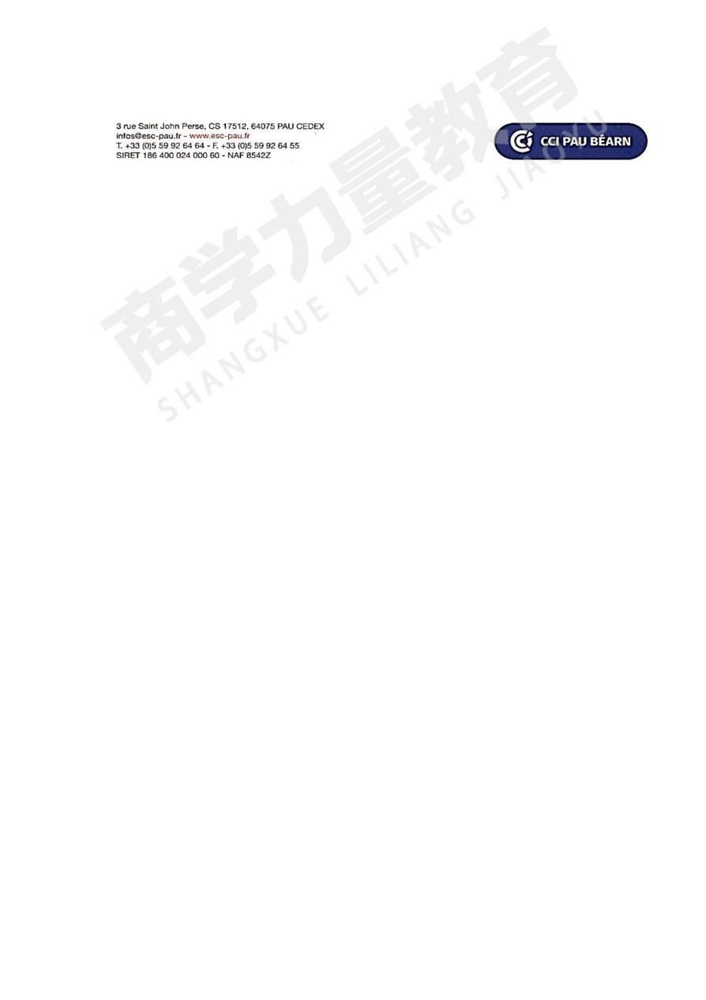 3 rue Saint John Perse, CS 17512, 64075 PAU CEDEX
infos@esc-pau.fr - www.esc-pau.fr
T. +33 (0)5 59 92 64 64 - F. +33 (0)5 59 92 64 55
SIRET 186 400 024 000 60 - NAF 8542Z
CCI PAU BÉARN
商学力量教育
SHANGXUE LILIANG JIAOYU